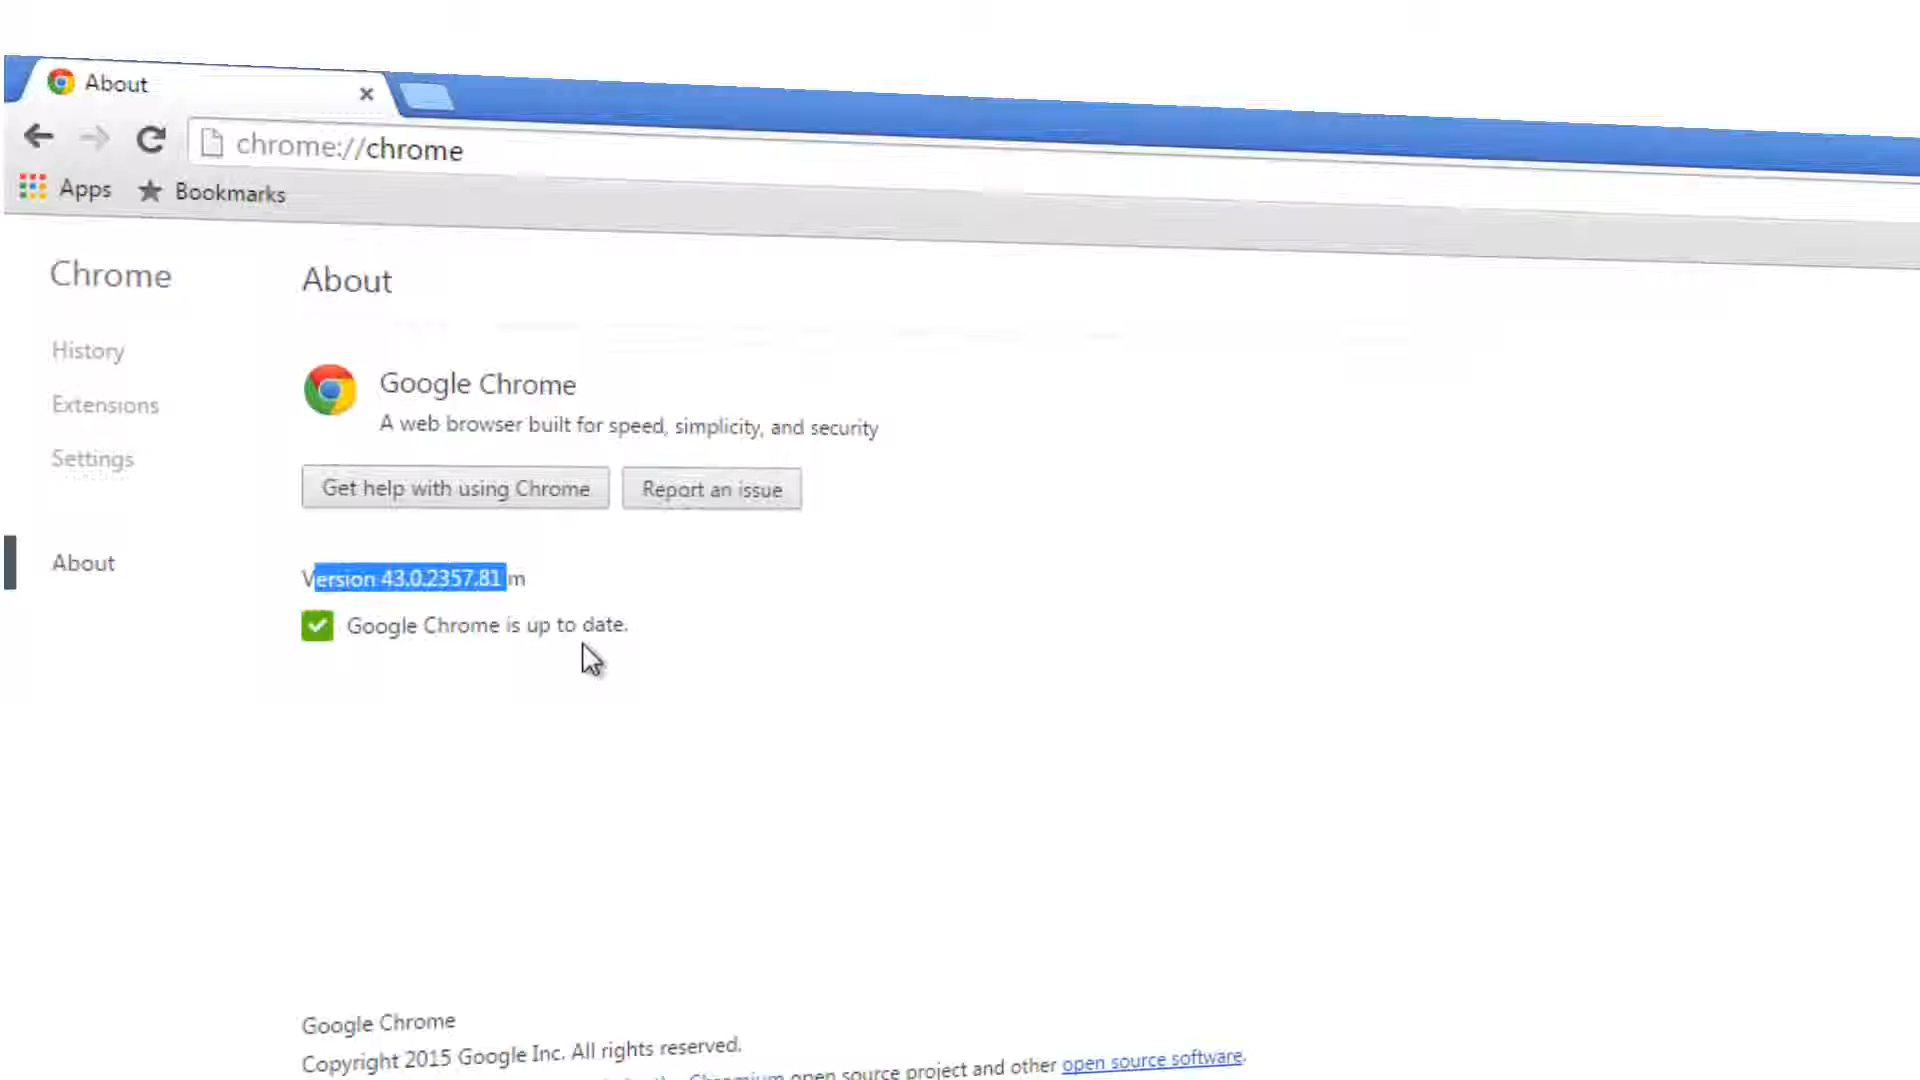 About
chrome://chrome
Apps Bookmarks
Chrome
About
History
Extensions
Settings
About
Google Chrome
A web browser built for speed, simplicity, and security
Get help with using Chrome Report an issue
Version 43.0.2357.81 m
Google Chrome is up to date.
Google Chrome
Copyright 2015 Google Inc. All rights reserved.
the Chromium open source project and other open source software.